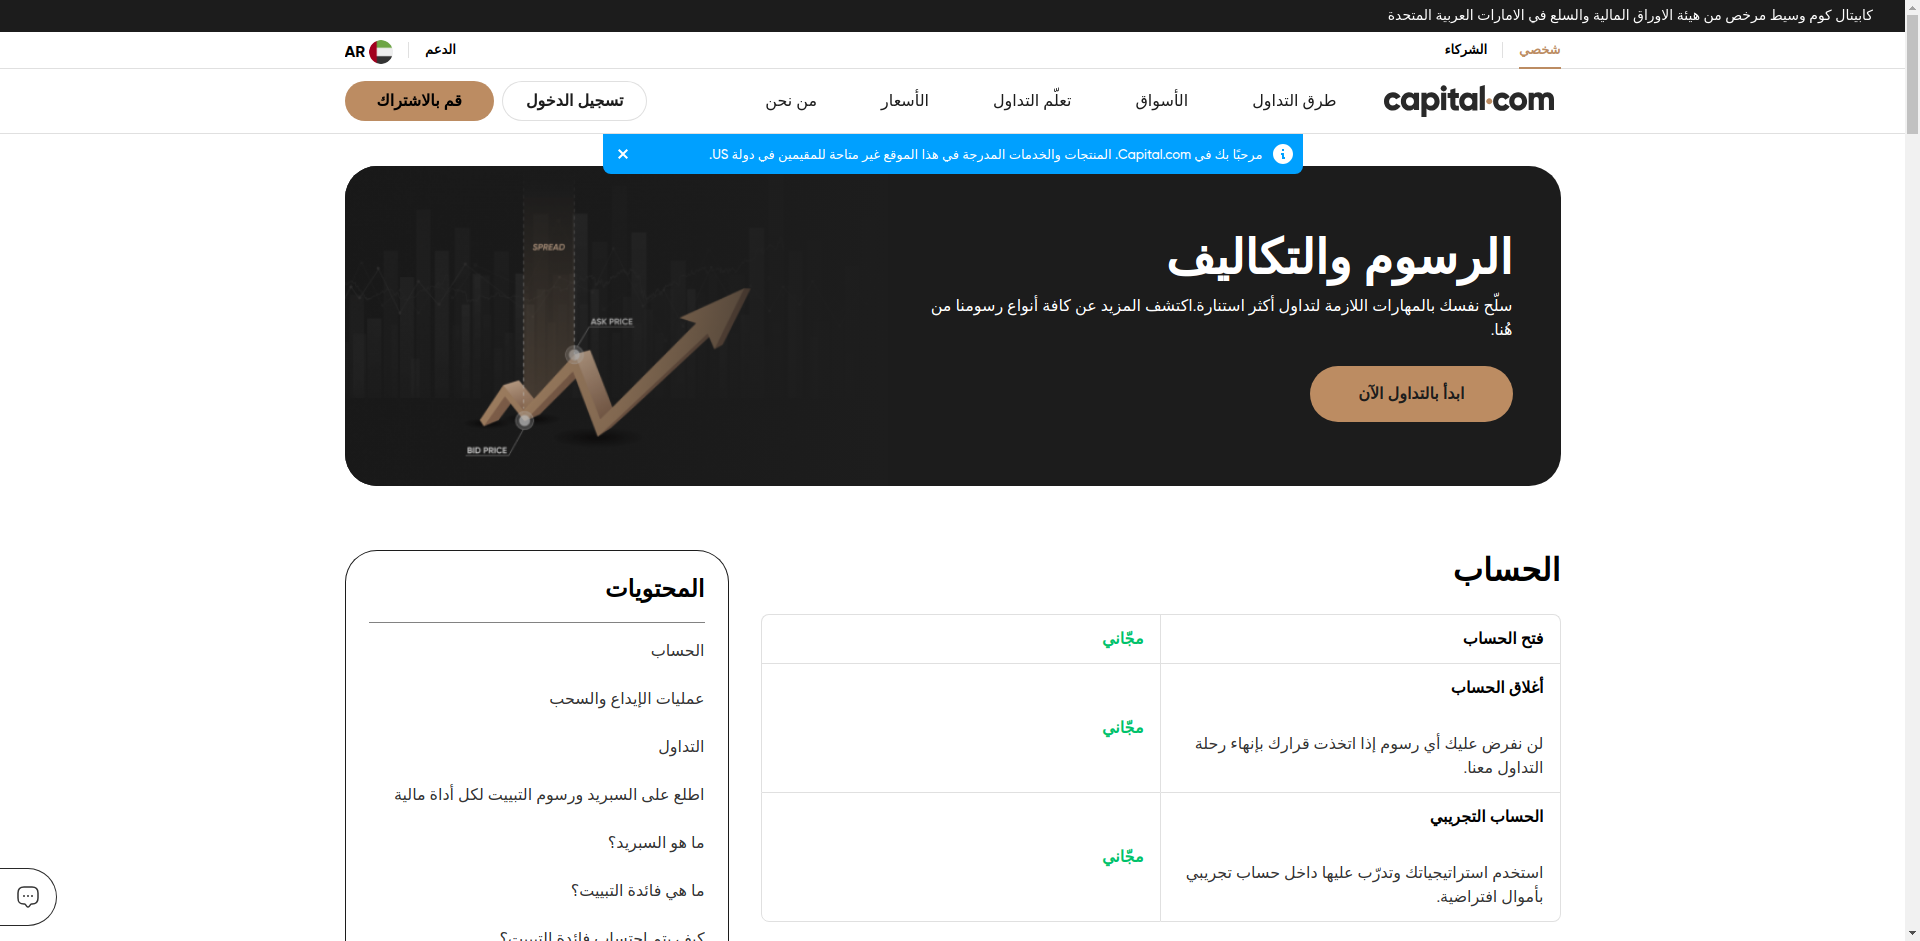 كابيتال كوم وسيط مرخص من هيئة الاوراق المالية والسلع في الامارات العربية المتحدة
شخصي
الشركاء
الدعم
AR
capital.com
طرق التداول
الأسواق
تعلّم التداول
الأسعار
من نحن
تسجيل الدخول
قم بالاشتراك
مرحبًا بك في Capital.com. المنتجات والخدمات المدرجة في هذا الموقع غير متاحة للمقيمين في دولة US.
الرسوم والتكاليف
سلّح نفسك بالمهارات اللازمة لتداول أكثر استنارة.اكتشف المزيد عن كافة أنواع رسومنا من
هُنا.
ابدأ بالتداول الآن
SPREAD
ASK PRICE
BID PRICE
الحساب
فتح الحساب
مجّاني
أغلاق الحساب
لن نفرض عليك أي رسوم إذا اتخذت قرارك بإنهاء رحلة
التداول معنا.
مجّاني
الحساب التجريبي
استخدم استراتيجياتك وتدرّب عليها داخل حساب تجريبي
بأموال افتراضية.
مجّاني
المحتويات
الحساب
عمليات الإيداع والسحب
التداول
اطلع على السبريد ورسوم التبييت لكل أداة مالية
ما هو السبريد؟
ما هي فائدة التبييت؟
كيف يتم احتساب فائدة التبييت؟